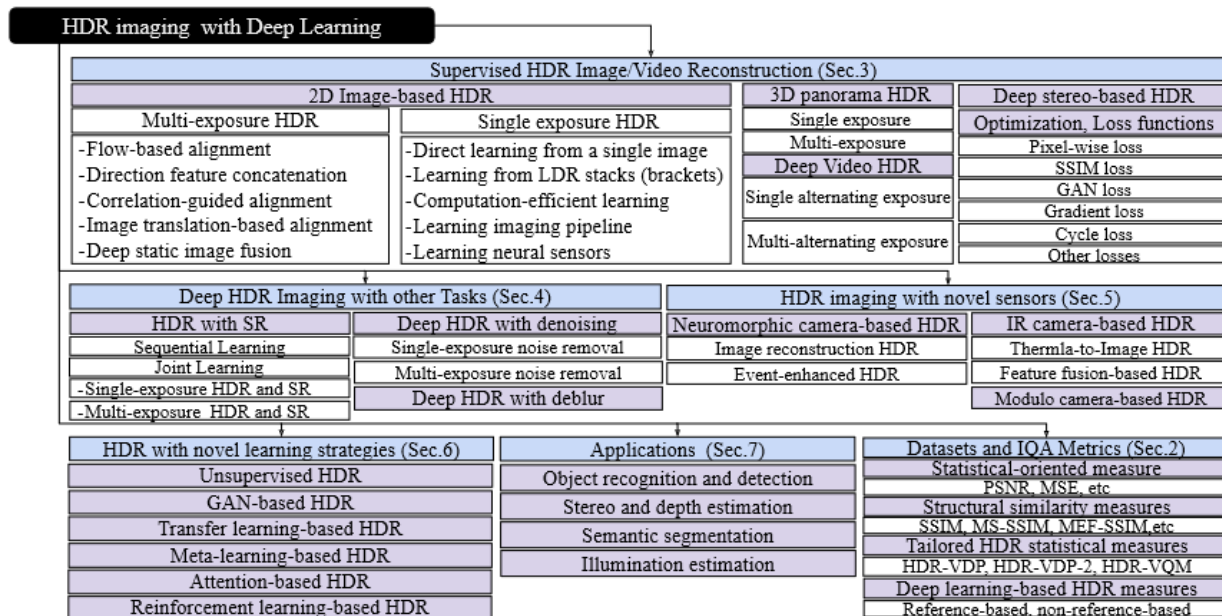 HDR imaging with Deep Learning
Supervised HDR Image/Video Reconstruction (Sec.3)
2D Image-based HDR
Multi-exposure HDR
-Flow-based alignment
-Direction feature concatenation
-Correlation-guided alignment
-Image translation-based alignment
-Deep static image fusion
Single exposure HDR
-Direct learning from a single image
-Learning from LDR stacks (brackets)
-Computation-efficient learning
-Learning imaging pipeline
-Learning neural sensors
3D panorama HDR
Single exposure
Multi-exposure
Deep Video HDR
Single alternating exposure
Multi-alternating exposure
Deep stereo-based HDR
Optimization, Loss functions
Pixel-wise loss
SSIM loss
GAN loss
Gradient loss
Cycle loss
Other losses
Deep HDR Imaging with other Tasks (Sec.4)
HDR with SR
Sequential Learning
Joint Learning
-Single-exposure HDR and SR
-Multi-exposure HDR and SR
Deep HDR with denoising
Single-exposure noise removal
Multi-exposure noise removal
Deep HDR with deblur
HDR imaging with novel sensors (Sec.5)
Neuromorphic camera-based HDR
Image reconstruction HDR
Event-enhanced HDR
IR camera-based HDR
Thermla-to-Image HDR
Feature fusion-based HDR
Modulo camera-based HDR
HDR with novel learning strategies (Sec.6)
Unsupervised HDR
GAN-based HDR
Transfer learning-based HDR
Meta-learning-based HDR
Attention-based HDR
Reinforcement learning-based HDR
Applications (Sec.7)
Object recognition and detection
Stereo and depth estimation
Semantic segmentation
Illumination estimation
Datasets and IQA Metrics (Sec.2)
Statistical-oriented measure
PSNR, MSE, etc
Structural similarity measures
SSIM, MS-SSIM, MEF-SSIM,etc
Tailored HDR statistical measures
HDR-VDP, HDR-VDP-2, HDR-VQM
Deep learning-based HDR measures
Reference-based, non-reference-based